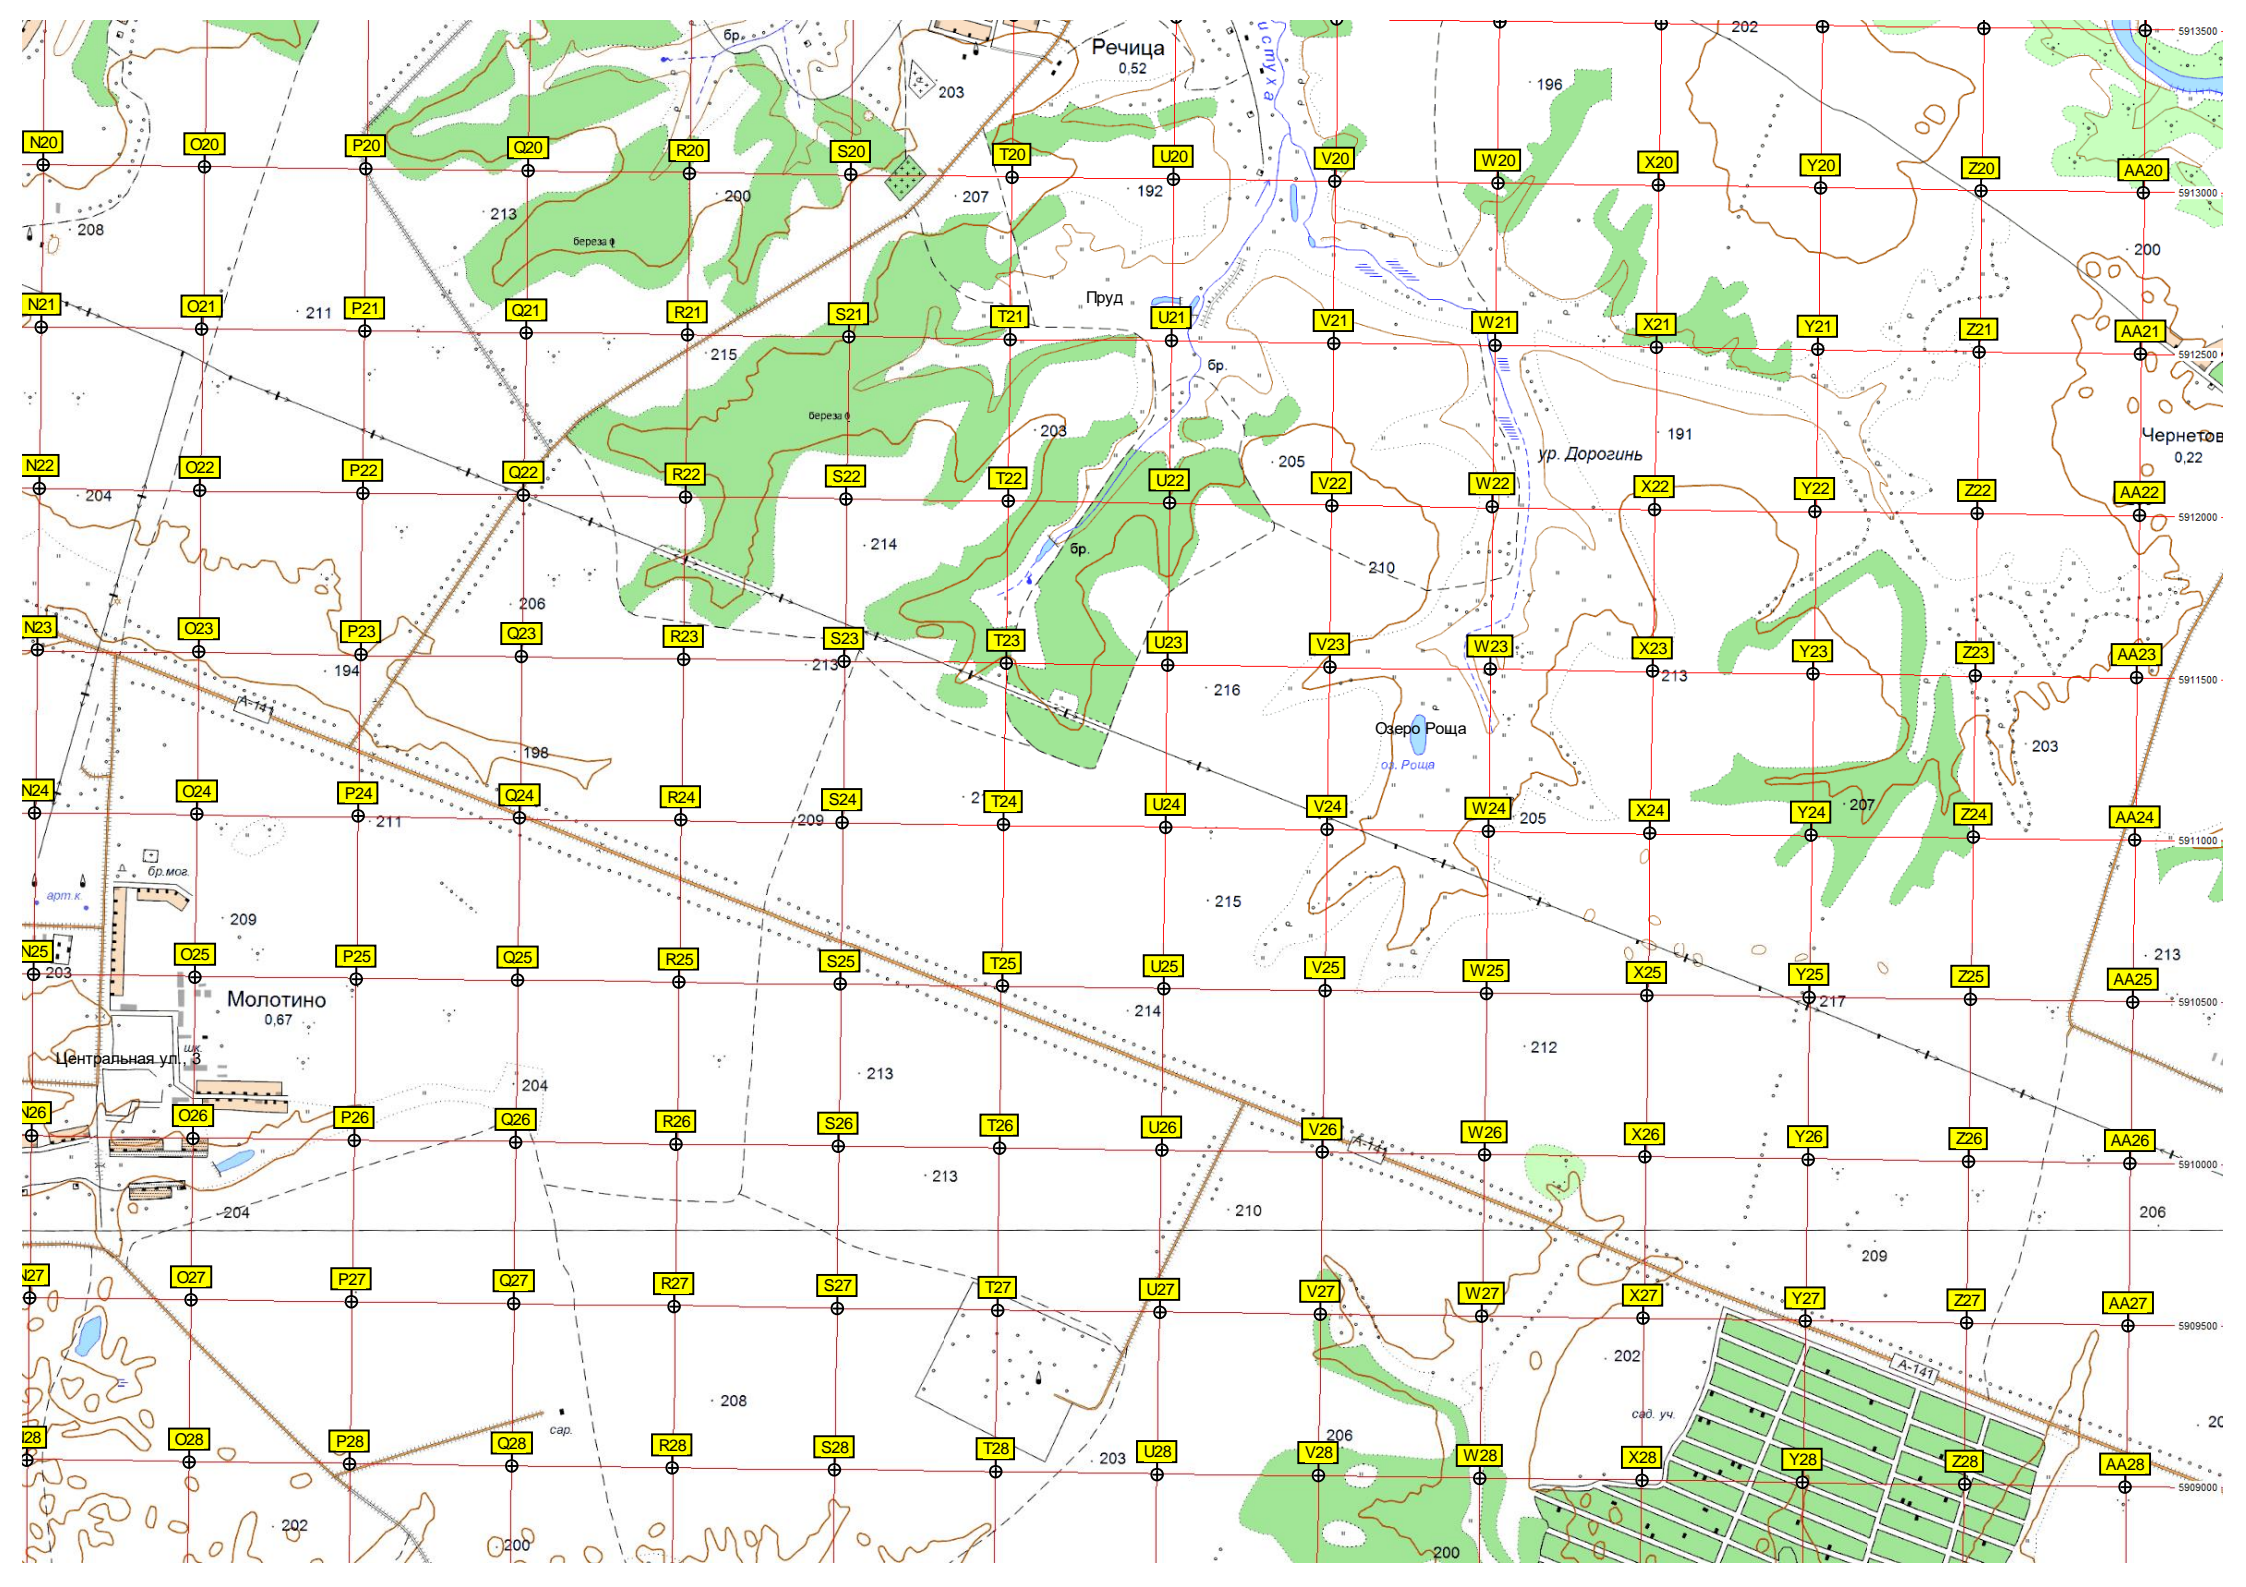 бр.
Речица
0,52
202
5913500
203
196
N20
O20
P20
Q20
R20
S20
T20
U20
V20
W20
X20
Y20
Z20
AA20
5913000
208
213
200
207
192
береза
200
N21
O21
211
P21
Q21
R21
S21
T21
Пруд
U21
V21
W21
X21
Y21
Z21
AA21
5912500
215
бр.
береза
203
205
191
ур. Дорогинь
0,22
N22
204
O22
P22
Q22
R22
S22
T22
U22
V22
W22
X22
Y22
Z22
AA22
5912000
214
бр.
210
206
N23
O23
P23
Q23
R23
S23
T23
U23
V23
W23
X23
Y23
Z23
AA23
5911500
194
213
216
213
А-141
198
Озеро Роща
оз. Роща
203
N24
O24
P24
Q24
R24
S24
T24
U24
V24
W24
X24
Y24
Z24
AA24
211
209
205
207
5911000
бр.мог.
арт.к.
209
215
N25
203
O25
P25
Q25
R25
S25
T25
U25
V25
W25
X25
Y25
Z25
AA25
213
Молотино
0,67
214
217
5910500
шк.
Центральная ул., 3
204
213
212
N26
O26
P26
Q26
R26
S26
T26
U26
V26
А-141
W26
X26
Y26
Z26
AA26
5910000
204
213
210
206
209
N27
O27
P27
Q27
R27
S27
T27
U27
V27
W27
X27
Y27
Z27
AA27
5909500
202
А-141
208
сар.
сад. уч.
206
O28
P28
Q28
R28
S28
T28
203
U28
V28
W28
X28
Y28
Z28
AA28
5909000
202
200
200